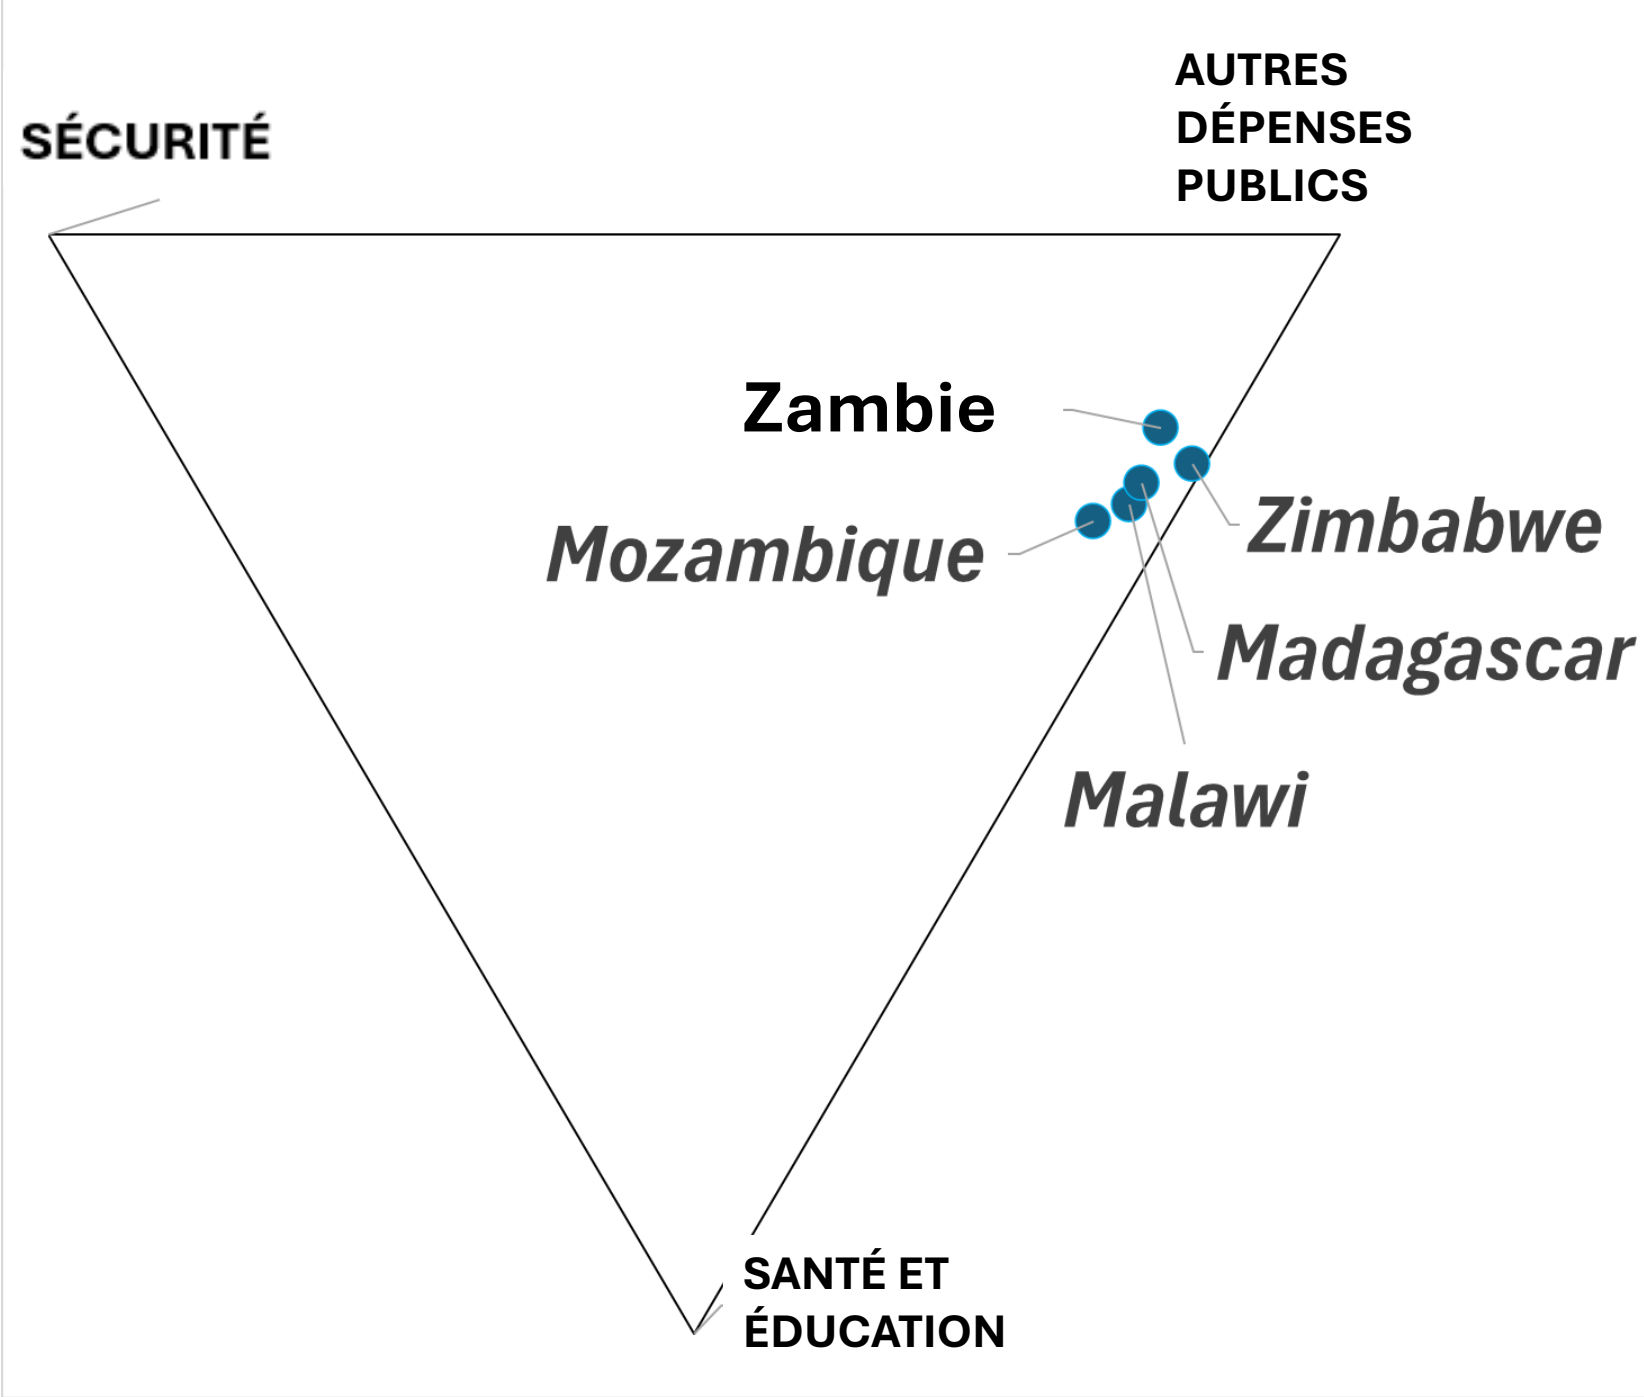 SÉCURITÉ
AUTRES
DÉPENSES
PUBLICS
Zambie
Mozambique
Zimbabwe
Madagascar
Malawi
SANTÉ ET
ÉDUCATION